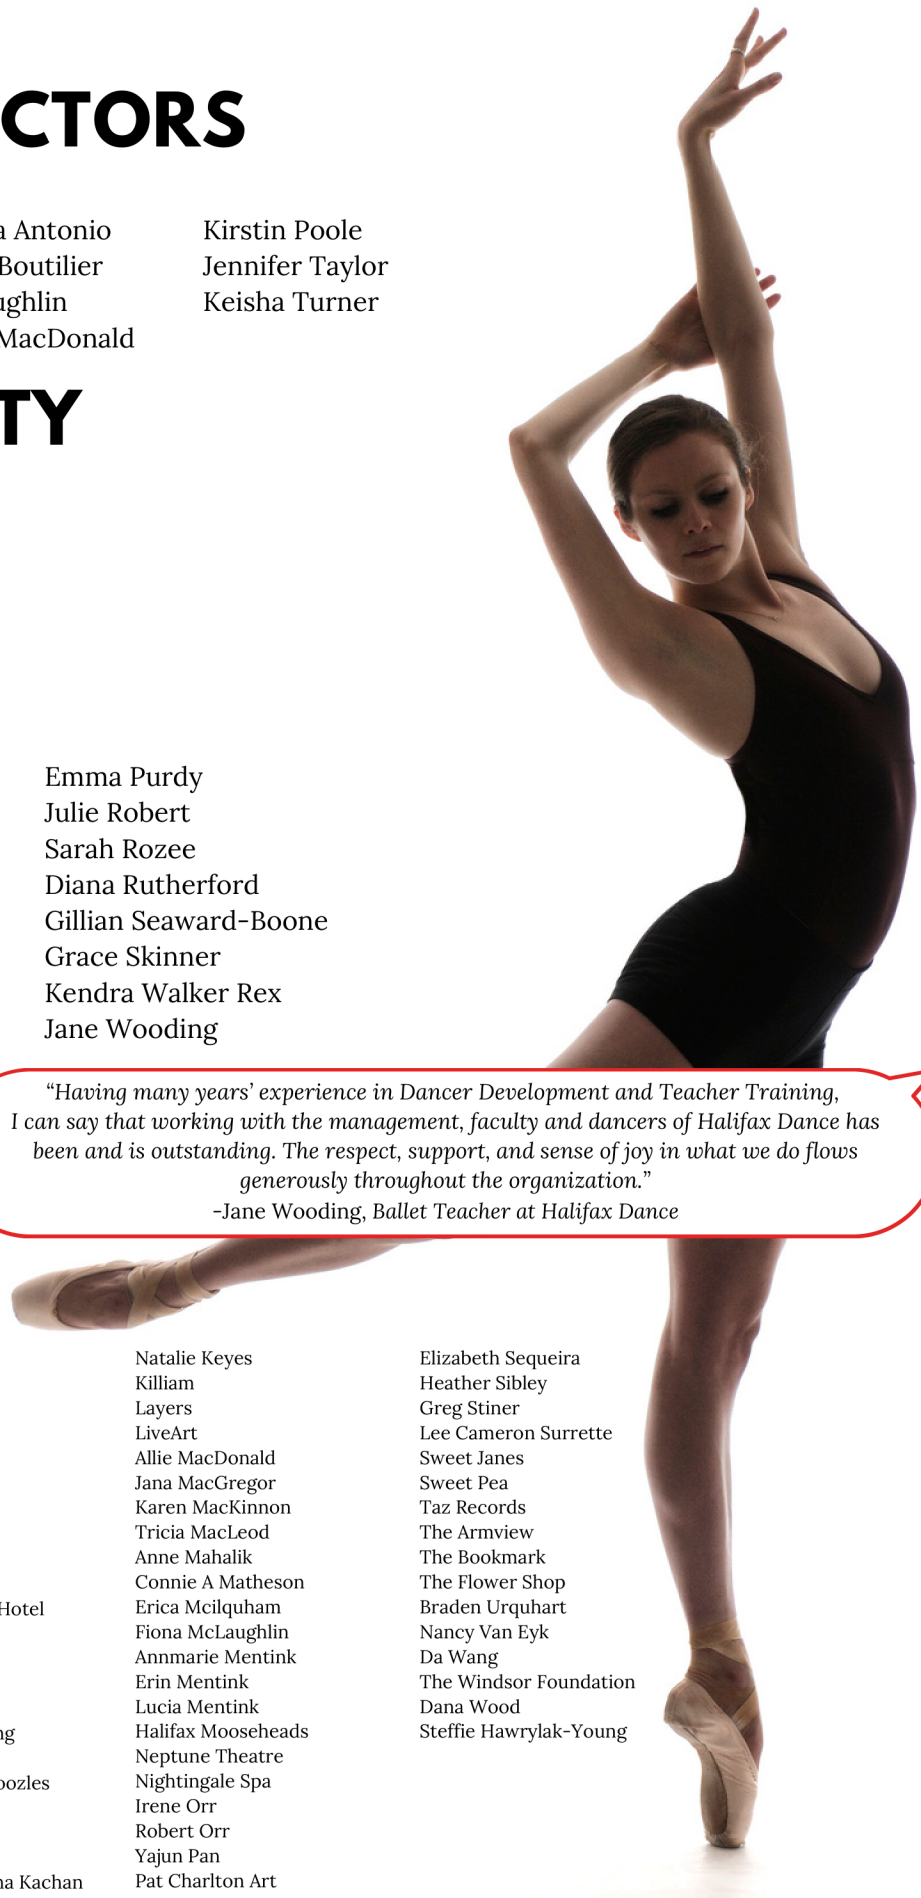 CTORS
a Antonio
Boutilier
ughlin
MacDonald
Kirstin Poole
Jennifer Taylor
Keisha Turner
TY
Emma Purdy
Julie Robert
Sarah Rozee
Diana Rutherford
Gillian Seaward-Boone
Grace Skinner
Kendra Walker Rex
Jane Wooding
“Having many years’ experience in Dancer Development and Teacher Training,
I can say that working with the management, faculty and dancers of Halifax Dance has
been and is outstanding. The respect, support, and sense of joy in what we do flows
generously throughout the organization.”
-Jane Wooding, Ballet Teacher at Halifax Dance
Hotel
ng
oozles
na Kachan
Natalie Keyes
Killiam
Layers
LiveArt
Allie MacDonald
Jana MacGregor
Karen MacKinnon
Tricia MacLeod
Anne Mahalik
Connie A Matheson
Erica Mcilquham
Fiona McLaughlin
Annmarie Mentink
Erin Mentink
Lucia Mentink
Halifax Mooseheads
Neptune Theatre
Nightingale Spa
Irene Orr
Robert Orr
Yajun Pan
Pat Charlton Art
Elizabeth Sequeira
Heather Sibley
Greg Stiner
Lee Cameron Surrette
Sweet Janes
Sweet Pea
Taz Records
The Armview
The Bookmark
The Flower Shop
Braden Urquhart
Nancy Van Eyk
Da Wang
The Windsor Foundation
Dana Wood
Steffie Hawrylak-Young